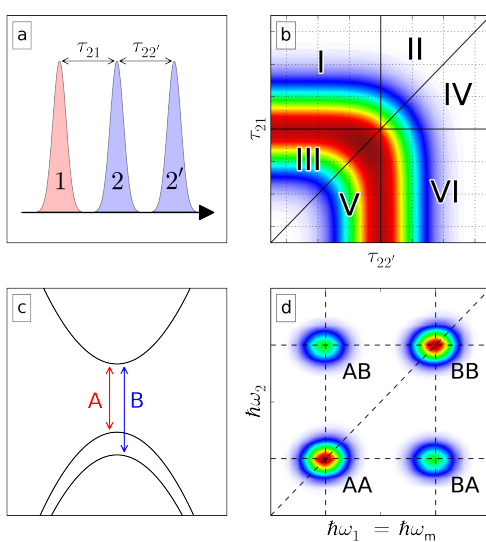 a
τ₂₁ τ₂₂′
1 2 2′
b
I II
IV
III
V VI
τ₂₁
τ₂₂′
c
A B
d
AB BB
AA BA
ℏω₂
ℏω₁ = ℏωₘ